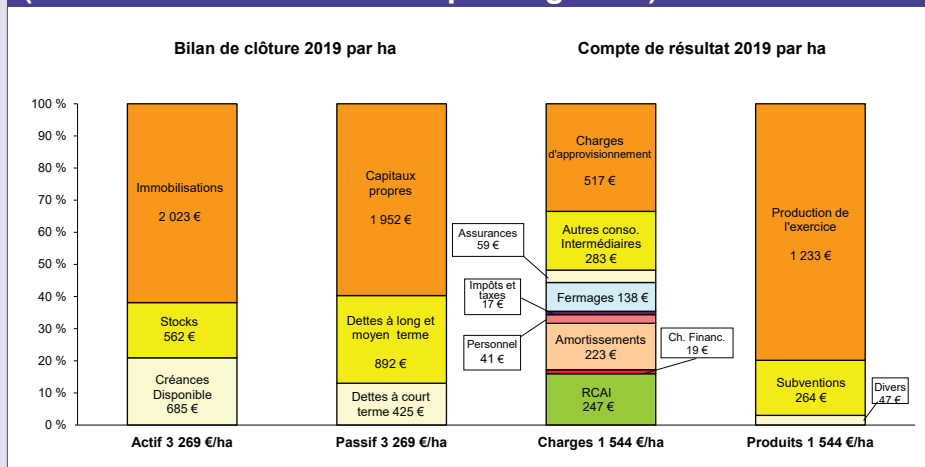 Bilan de clôture 2019 par ha
Compte de résultat 2019 par ha
100 %
90 %
80 %
70 %
60 %
50 %
40 %
30 %
20 %
10 %
0 %
Immobilisations
2 023 €
Stocks
562 €
Créances
Disponible
685 €
Actif 3 269 €/ha
Capitaux
propres
1 952 €
Dettes à long et
moyen terme
892 €
Dettes à court
terme 425 €
Passif 3 269 €/ha
Charges
d'approvisionnement
517 €
Autres conso.
Intermédiaires
283 €
Assurances
59 €
Fermages 138 €
Impôts et
taxes
17 €
Personnel
41 €
Amortissements
223 €
Ch. Financ.
19 €
RCAI
247 €
Charges 1 544 €/ha
Production de
l'exercice
1 233 €
Subventions
264 €
Divers
47 €
Produits 1 544 €/ha